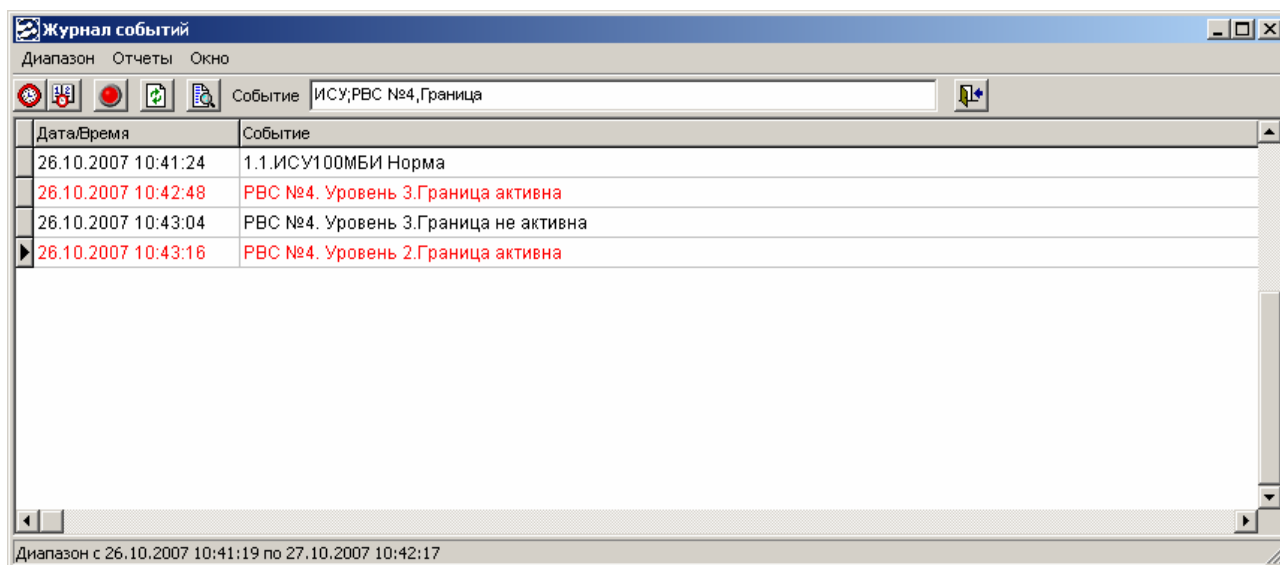 Журнал событий
Диапазон Отчеты Окно
Событие ИСУ;РВС №4,Граница
Дата/Время Событие
26.10.2007 10:41:24 1.1.ИСУ100МБИ Норма
26.10.2007 10:42:48 РВС №4. Уровень 3.Граница активна
26.10.2007 10:43:04 РВС №4. Уровень 3.Граница не активна
26.10.2007 10:43:16 РВС №4. Уровень 2.Граница активна
Диапазон с 26.10.2007 10:41:19 по 27.10.2007 10:42:17